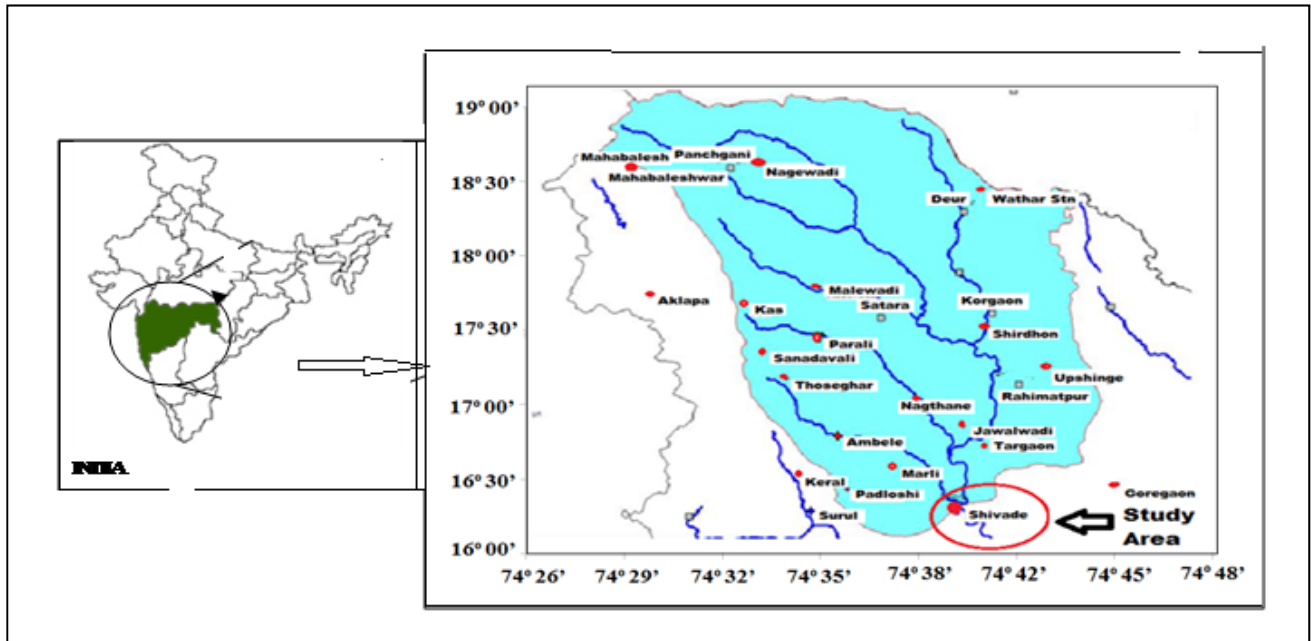 19° 00'
18° 30'
18° 00'
17° 30'
17° 00'
16° 30'
16° 00'
74° 26'
74° 29'
74° 32'
74° 35'
74° 38'
74° 42'
74° 45'
74° 48'
Mahabalesh
Panchgani
Mahabaleshwar
Nagewadi
Deur
Wathar Stn
Aklapa
Kas
Malewadi
Satara
Korgaon
Shirdhon
Parali
Sanadavali
Thoseghar
Upshinge
Rahimatpur
Nagthane
Jawalwadi
Ambele
Targaon
Marli
Keral
Padloshi
Surul
Shivade
Goregaon
Study
Area